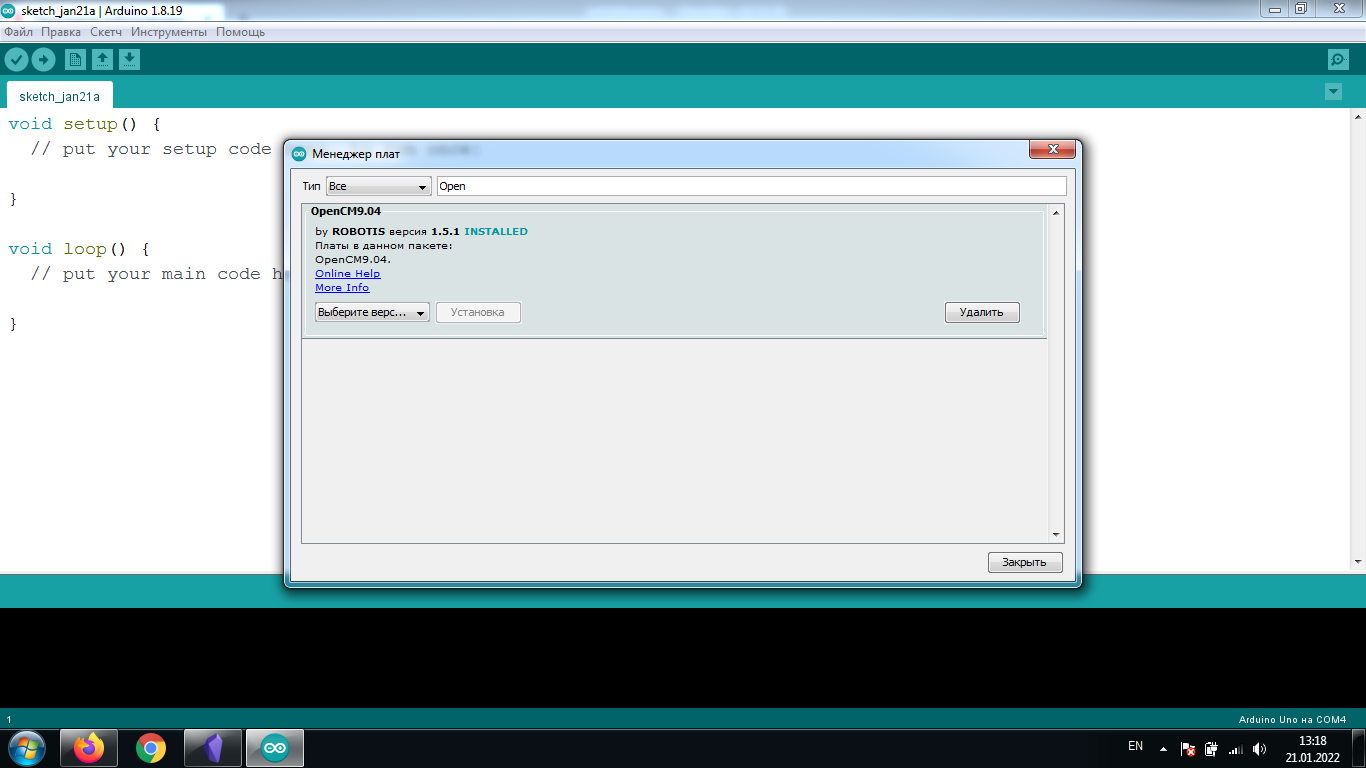 sketch_jan21a | Arduino 1.8.19
Файл Правка Скетч Инструменты Помощь
sketch_jan21a
void setup() {
// put your setup code
}
void loop() {
// put your main code h
}
Менеджер плат
Тип Все Open
OpenCM9.04
by ROBOTIS версия 1.5.1 INSTALLED
Платы в данном пакете:
OpenCM9.04.
Online Help
More Info
Выберите верс... Установка Удалить
Закрыть
1 Arduino Uno на COM4
EN 13:18
21.01.2022